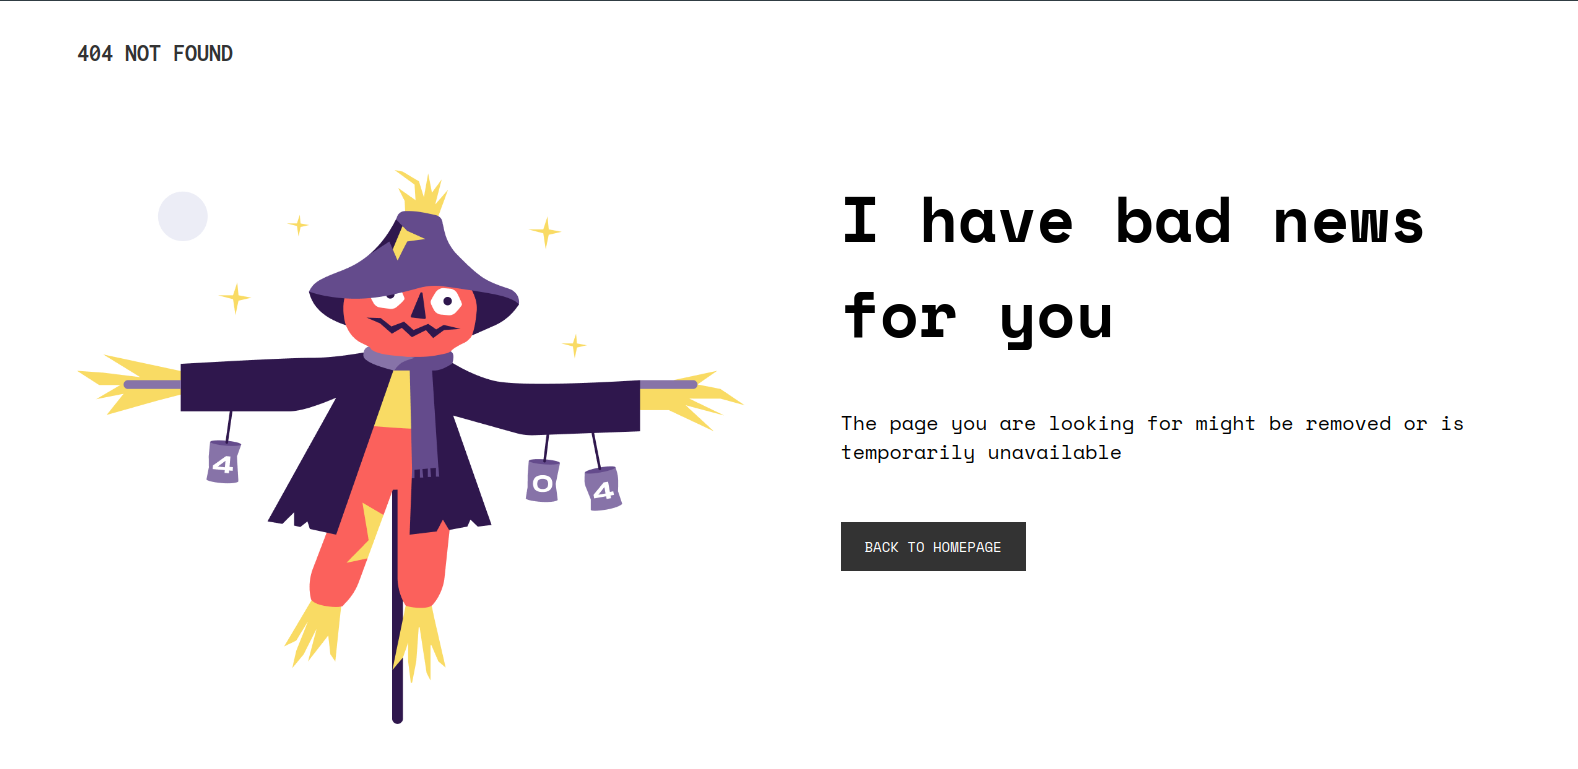 404 NOT FOUND
I have bad news
for you
The page you are looking for might be removed or is
temporarily unavailable
BACK TO HOMEPAGE
4
0
4